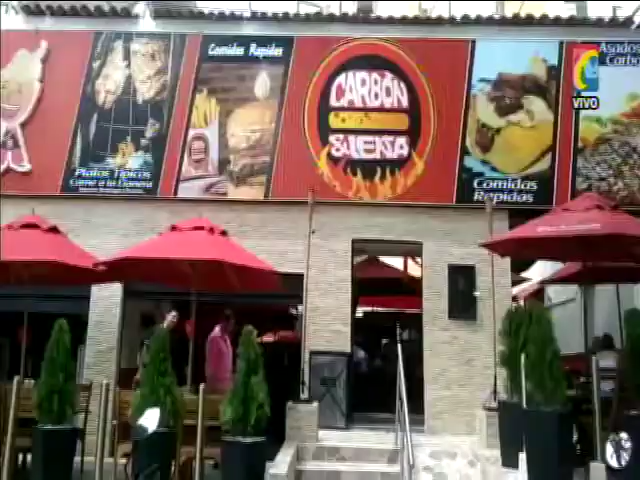 Comidas Rapidas
Asados
Carbo
CARBÓN
& LEÑA
VIVO
Platos Tipicos
Carne a la Llanera
Comidas
Rapidas